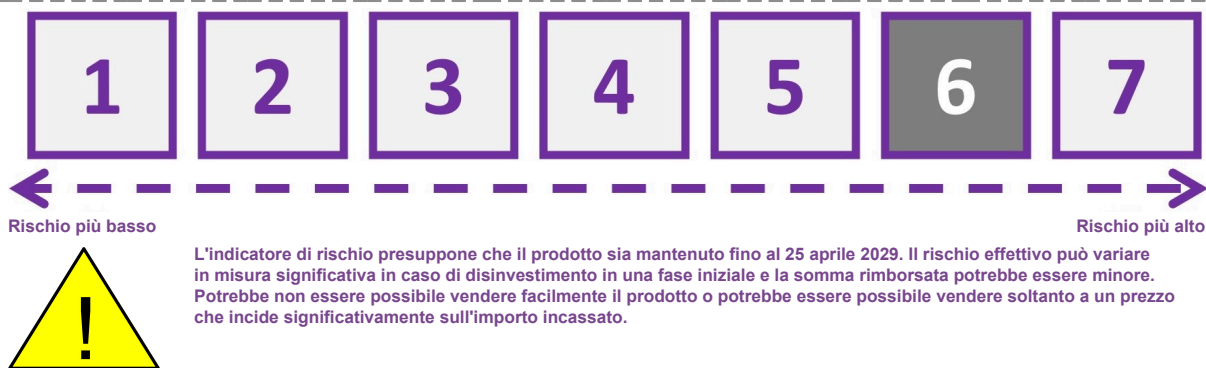 1 2 3 4 5 6 7
Rischio più basso Rischio più alto
! L'indicatore di rischio presuppone che il prodotto sia mantenuto fino al 25 aprile 2029. Il rischio effettivo può variare
in misura significativa in caso di disinvestimento in una fase iniziale e la somma rimborsata potrebbe essere minore.
Potrebbe non essere possibile vendere facilmente il prodotto o potrebbe essere possibile vendere soltanto a un prezzo
che incide significativamente sull'importo incassato.